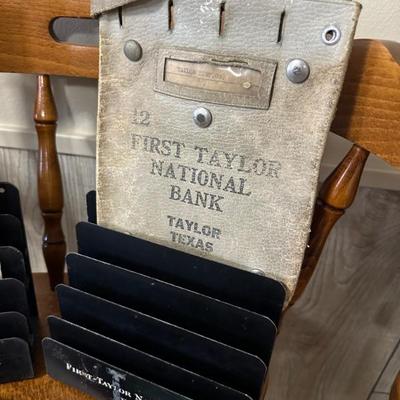 12
FIRST TAYLOR
NATIONAL
BANK
TAYLOR
TEXAS
FIRST-TAYLOR N